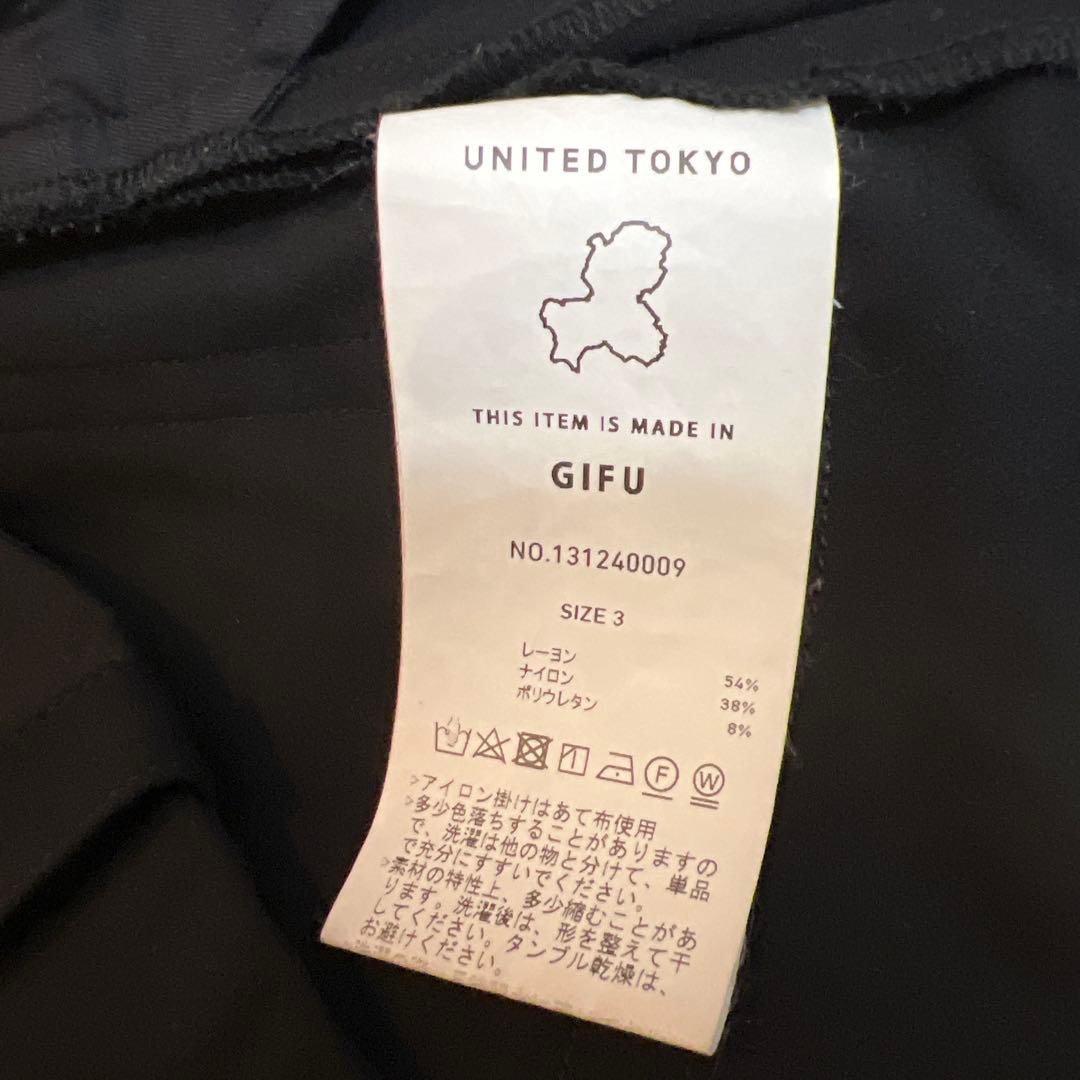 UNITED TOKYO
THIS ITEM IS MADE IN
GIFU
NO.131240009
SIZE 3
レーヨン 54%
ナイロン 38%
ポリウレタン 8%
F W
>アイロン掛けはあて布使用
>多少色落ちすることがありますの
で、洗濯は他の物と分けて、単品
で充分にすすいでください。
>素材の特性上、多少縮むことがあ
ります。洗濯後は、形を整えて干
してください。タンブル乾燥は、
お避けください。